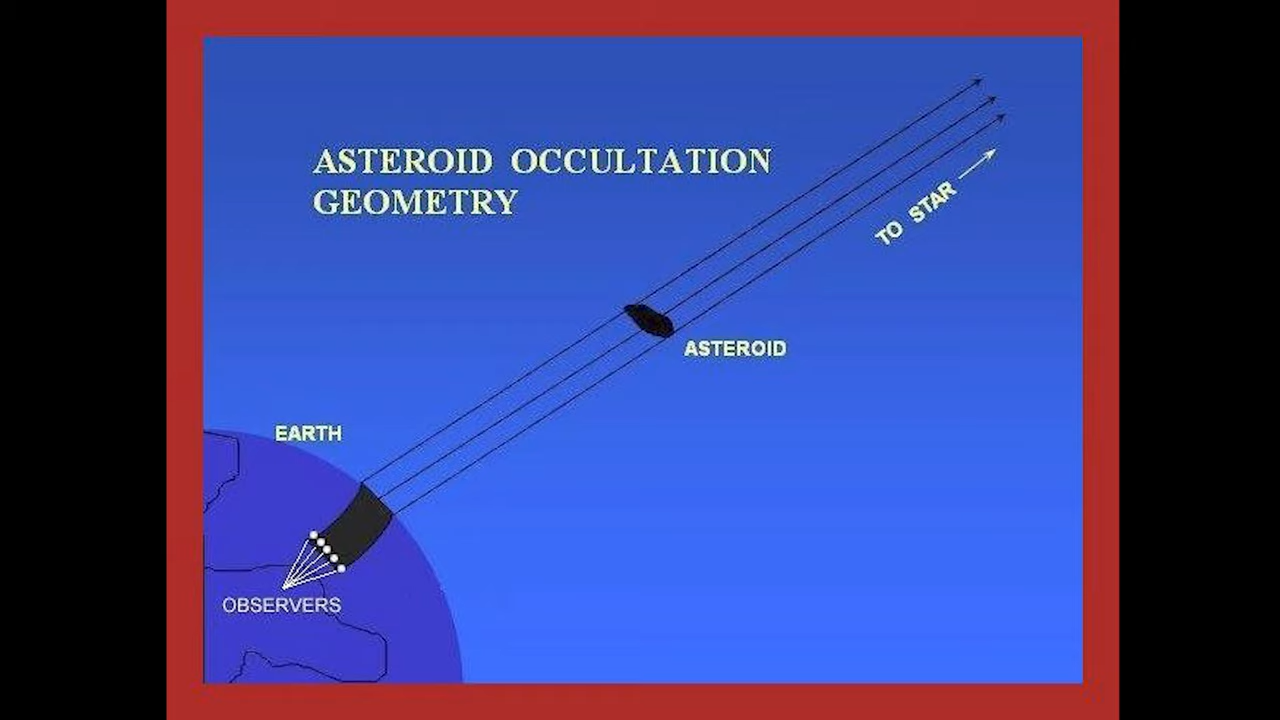 ASTEROID OCCULTATION
GEOMETRY
TO STAR
ASTEROID
EARTH
OBSERVERS